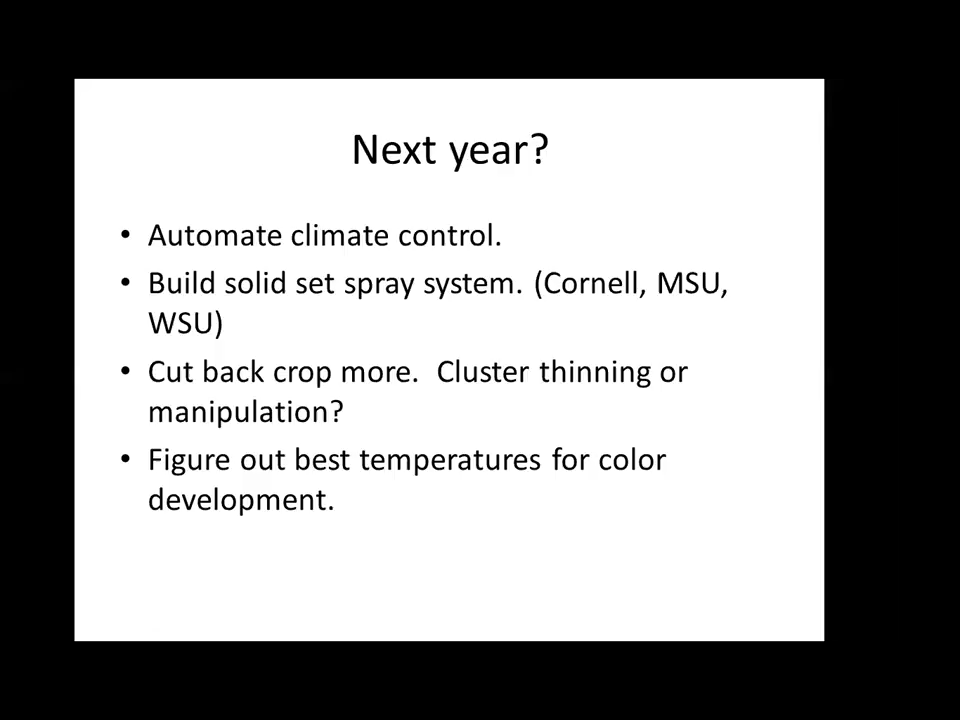 Next year?
• Automate climate control.
• Build solid set spray system. (Cornell, MSU,
WSU)
• Cut back crop more.  Cluster thinning or
manipulation?
• Figure out best temperatures for color
development.